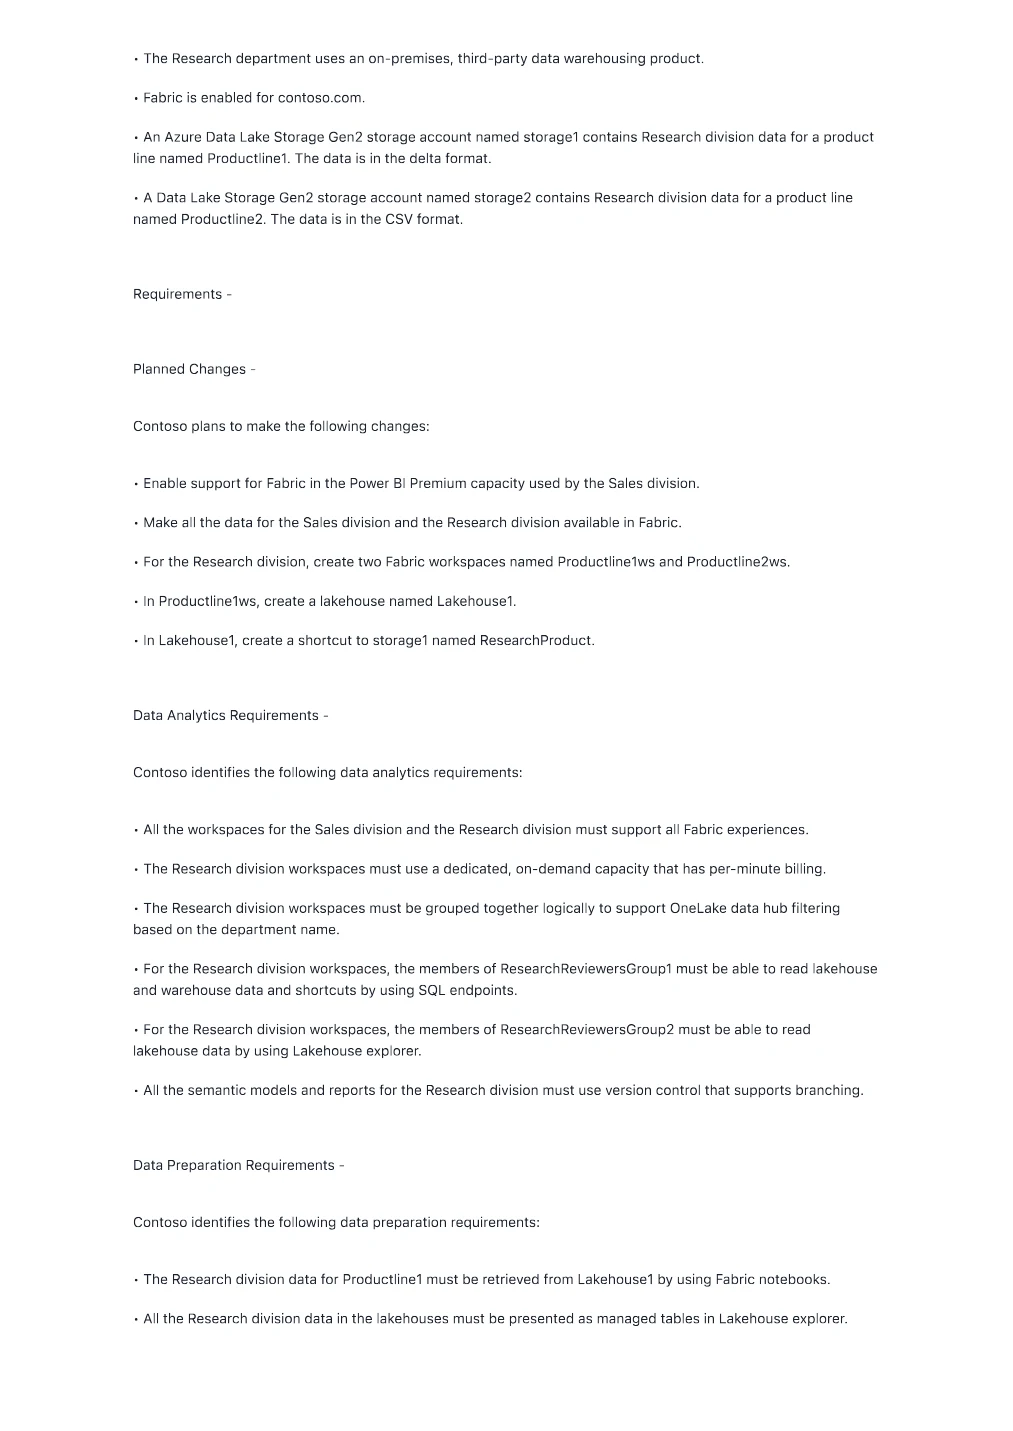 • The Research department uses an on-premises, third-party data warehousing product.
• Fabric is enabled for contoso.com.
• An Azure Data Lake Storage Gen2 storage account named storage1 contains Research division data for a product
line named Productline1. The data is in the delta format.
• A Data Lake Storage Gen2 storage account named storage2 contains Research division data for a product line
named Productline2. The data is in the CSV format.
Requirements -
Planned Changes -
Contoso plans to make the following changes:
• Enable support for Fabric in the Power BI Premium capacity used by the Sales division.
• Make all the data for the Sales division and the Research division available in Fabric.
• For the Research division, create two Fabric workspaces named Productline1ws and Productline2ws.
• In Productline1ws, create a lakehouse named Lakehouse1.
• In Lakehouse1, create a shortcut to storage1 named ResearchProduct.
Data Analytics Requirements -
Contoso identifies the following data analytics requirements:
• All the workspaces for the Sales division and the Research division must support all Fabric experiences.
• The Research division workspaces must use a dedicated, on-demand capacity that has per-minute billing.
• The Research division workspaces must be grouped together logically to support OneLake data hub filtering
based on the department name.
• For the Research division workspaces, the members of ResearchReviewersGroup1 must be able to read lakehouse
and warehouse data and shortcuts by using SQL endpoints.
• For the Research division workspaces, the members of ResearchReviewersGroup2 must be able to read
lakehouse data by using Lakehouse explorer.
• All the semantic models and reports for the Research division must use version control that supports branching.
Data Preparation Requirements -
Contoso identifies the following data preparation requirements:
• The Research division data for Productline1 must be retrieved from Lakehouse1 by using Fabric notebooks.
• All the Research division data in the lakehouses must be presented as managed tables in Lakehouse explorer.